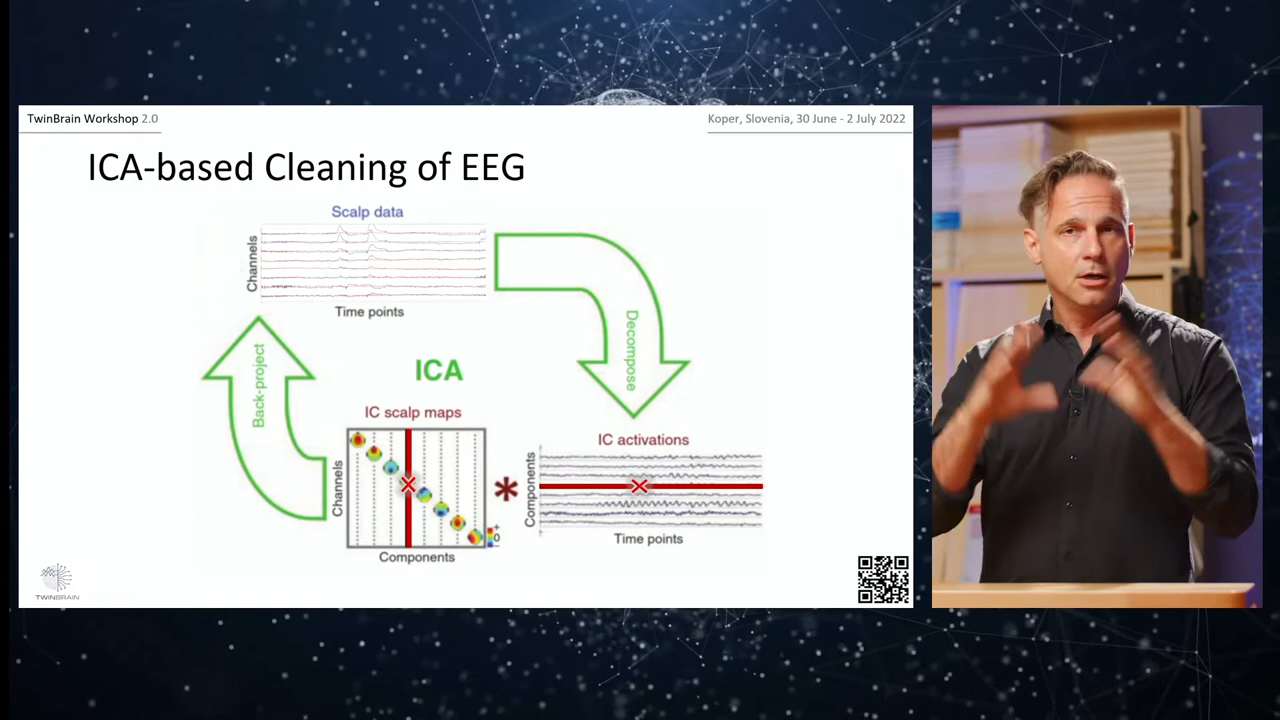 TwinBrain Workshop 2.0
Koper, Slovenia, 30 June - 2 July 2022
ICA-based Cleaning of EEG
Scalp data
Channels
Time points
Decompose
Back-project
ICA
IC scalp maps
Channels
Components
+
0
-
*
IC activations
Components
Time points
TWINBRAIN